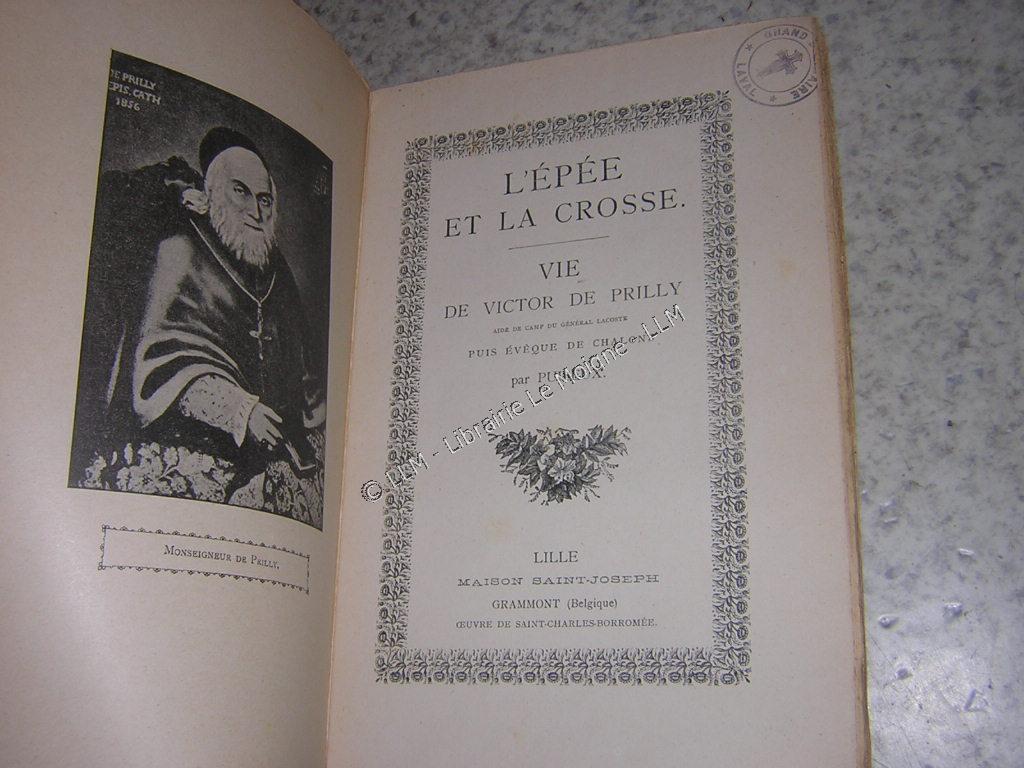 DE PRILLY
EPIS. CATH
1856
MONSEIGNEUR DE PRILLY.
L'ÉPÉE
ET LA CROSSE.
VIE
DE VICTOR DE PRILLY
AIDE DE CAMP DU GÉNÉRAL LACOSTE
PUIS ÉVÊQUE DE CHALON
par
LILLE
MAISON SAINT-JOSEPH
GRAMMONT (Belgique)
ŒUVRE DE SAINT-CHARLES-BORROMÉE.
GRAND
LAVAL
© LLM - Librairie Le Moigne - LLM